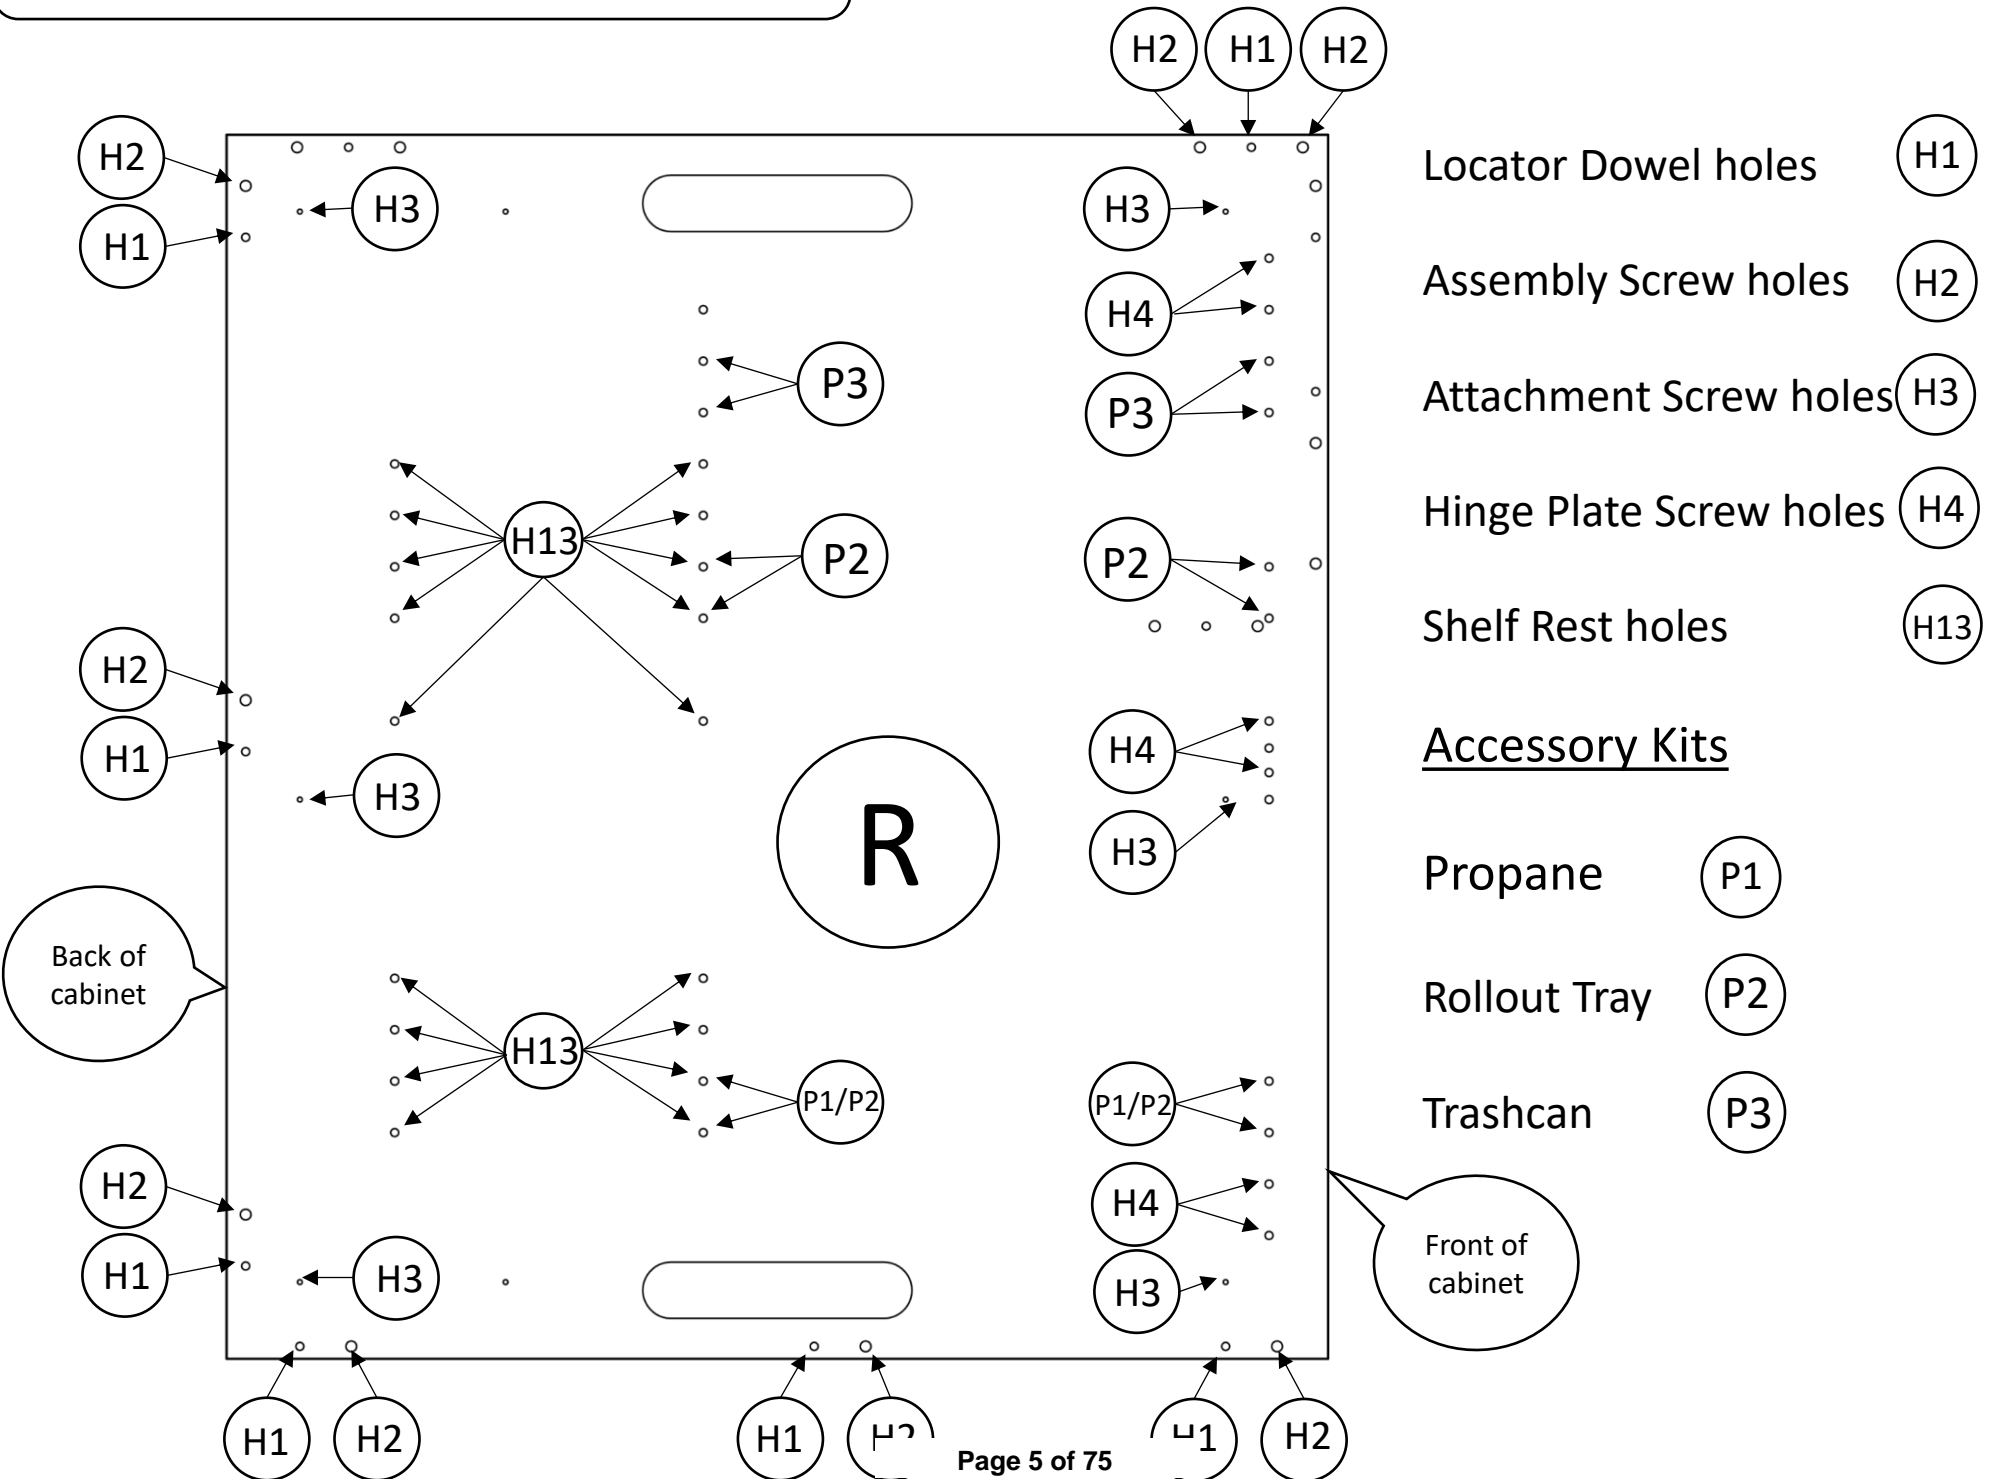 H2 H1 H2
H2
H1
H3
H3
H4
P3
P3
H13
P2
P2
H2
H1
H3
H4
H3
R
Back of
cabinet
H13
P1/P2
P1/P2
H2
H1
H3
H4
H3
Front of
cabinet
H1 H2 H1 H2 H1 H2
Locator Dowel holes H1
Assembly Screw holes H2
Attachment Screw holes H3
Hinge Plate Screw holes H4
Shelf Rest holes H13
Accessory Kits
Propane P1
Rollout Tray P2
Trashcan P3
Page 5 of 75